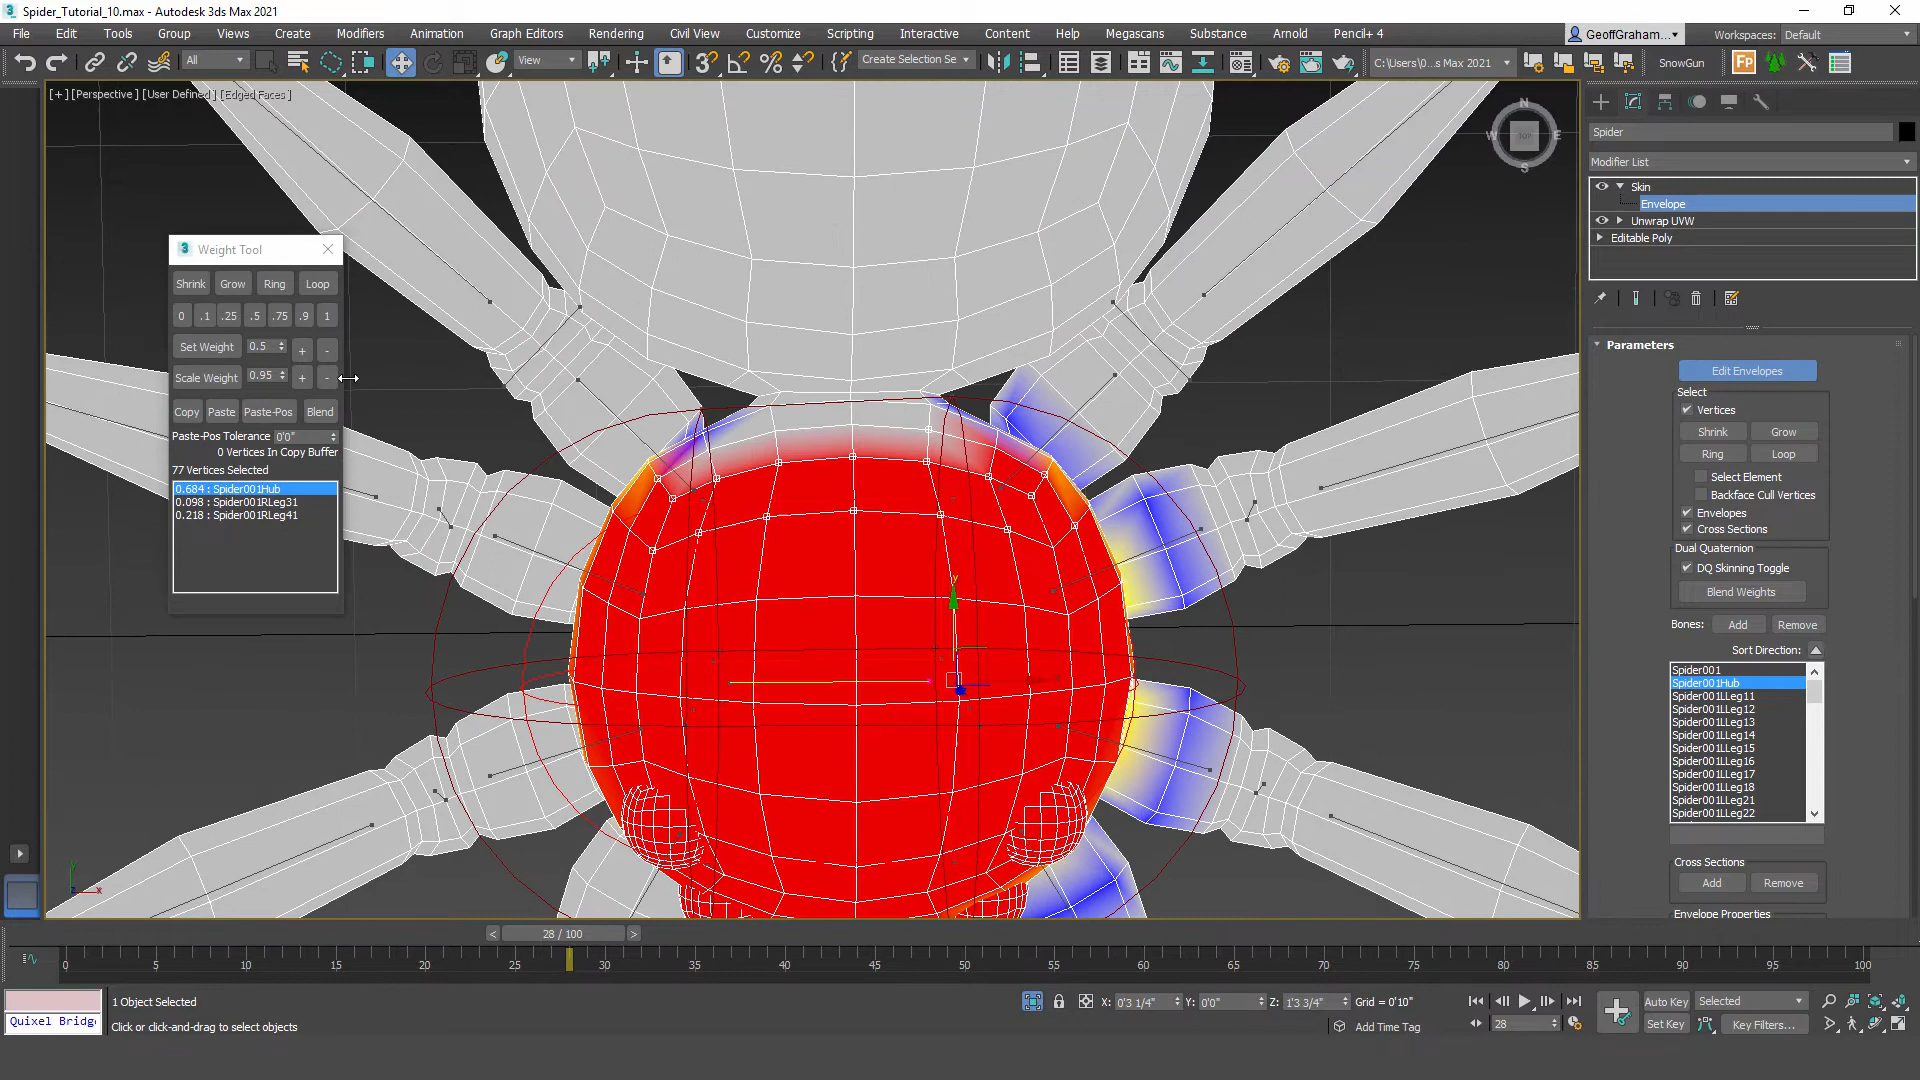 Spider_Tutorial_10.max - Autodesk 3ds Max 2021
File Edit Tools Group Views Create Modifiers Animation Graph Editors Rendering Civil View Customize Scripting Interactive Content Help Megascans Substance Arnold Pencil+ 4
GeoffGraham... Workspaces: Default
All View Create Selection Se C:\Users\0...s Max 2021 SnowGun
[+] [Perspective] [User Defined] [Edged Faces]
N
W TOP E
S
Weight Tool
Shrink Grow Ring Loop
0 .1 .25 .5 .75 .9 1
Set Weight 0.5 + -
Scale Weight 0.95 + -
Copy Paste Paste-Pos Blend
Paste-Pos Tolerance 0'0"
0 Vertices In Copy Buffer
77 Vertices Selected
0.684 : Spider001Hub
0.098 : Spider001RLeg31
0.218 : Spider001RLeg41
y
y
z x
Spider
Modifier List
Skin
Envelope
Unwrap UVW
Editable Poly
Parameters
Edit Envelopes
Select
Vertices
Shrink Grow
Ring Loop
Select Element
Backface Cull Vertices
Envelopes
Cross Sections
Dual Quaternion
DQ Skinning Toggle
Blend Weights
Bones: Add Remove
Sort Direction:
Spider001
Spider001Hub
Spider001LLeg11
Spider001LLeg12
Spider001LLeg13
Spider001LLeg14
Spider001LLeg15
Spider001LLeg16
Spider001LLeg17
Spider001LLeg18
Spider001LLeg21
Spider001LLeg22
Cross Sections
Add Remove
Envelope Properties
< 28 / 100 >
0 5 10 15 20 25 30 35 40 45 50 55 60 65 70 75 80 85 90 95 100
1 Object Selected
X: 0'3 1/4" Y: 0'0" Z: 1'3 3/4" Grid = 0'10"
Auto Key Selected
Quixel Bridg
Click or click-and-drag to select objects
Add Time Tag
28
Set Key Key Filters...